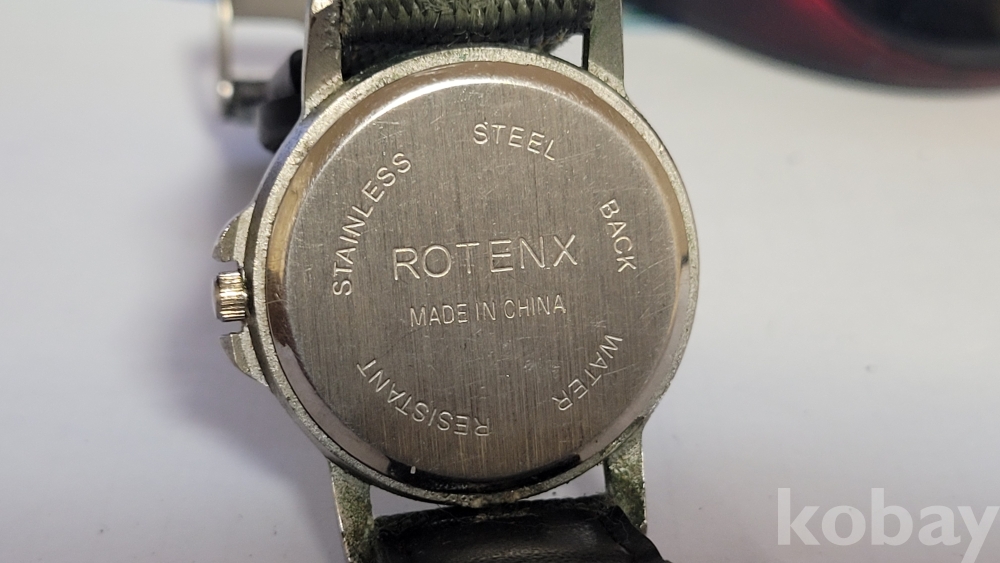 STAINLESS STEEL BACK
ROTENX
MADE IN CHINA
WATER RESISTANT
kobay